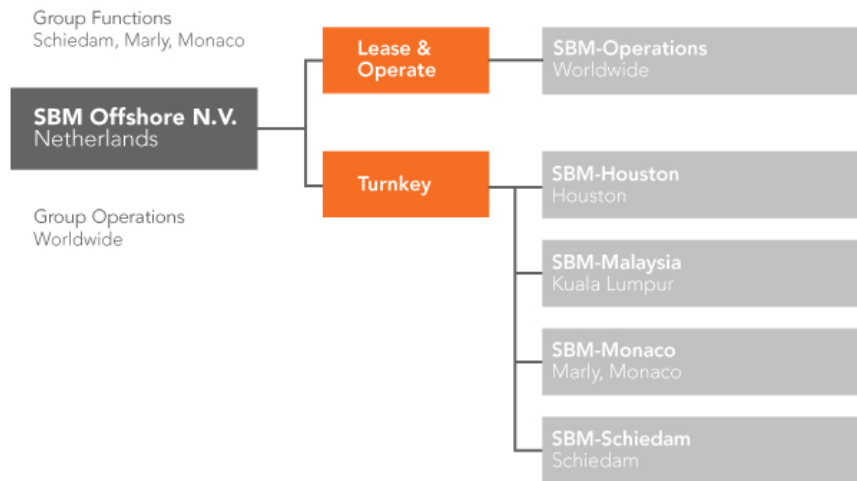 Group Functions
Schiedam, Marly, Monaco
SBM Offshore N.V.
Netherlands
Group Operations
Worldwide
Lease &
Operate
Turnkey
SBM-Operations
Worldwide
SBM-Houston
Houston
SBM-Malaysia
Kuala Lumpur
SBM-Monaco
Marly, Monaco
SBM-Schiedam
Schiedam